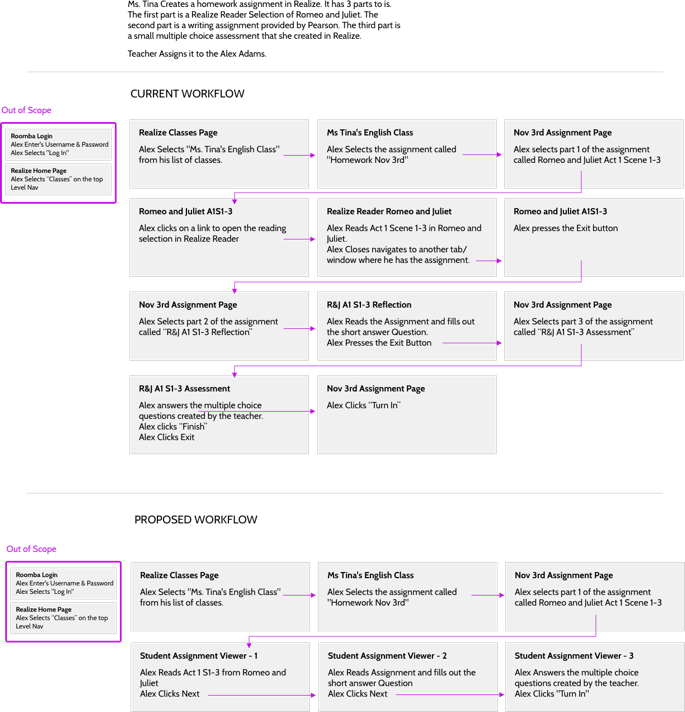 Ms. Tina Creates a homework assignment in Realize. It has 3 parts to is.
The first part is a Realize Reader Selection of Romeo and Juliet. The
second part is a writing assignment provided by Pearson. The third part is
a small multiple choice assessment that she created in Realize.
Teacher Assigns it to the Alex Adams.
CURRENT WORKFLOW
Out of Scope
Roomba Login
Alex Enter's Username & Password
Alex Selects "Log In"
Realize Home Page
Alex Selects "Classes" on the top
Level Nav
Realize Classes Page
Alex Selects "Ms. Tina's English Class"
from his list of classes.
Ms Tina's English Class
Alex Selects the assignment called
"Homework Nov 3rd"
Nov 3rd Assignment Page
Alex selects part 1 of the assignment
called Romeo and Juliet Act 1 Scene 1-3
Romeo and Juliet A1S1-3
Alex clicks on a link to open the reading
selection in Realize Reader
Realize Reader Romeo and Juliet
Alex Reads Act 1 Scene 1-3 in Romeo and
Juliet.
Alex Closes navigates to another tab/
window where he has the assignment.
Romeo and Juliet A1S1-3
Alex presses the Exit button
Nov 3rd Assignment Page
Alex Selects part 2 of the assignment
called "R&J A1 S1-3 Reflection"
R&J A1 S1-3 Reflection
Alex Reads the Assignment and fills out
the short answer Question.
Alex Presses the Exit Button
Nov 3rd Assignment Page
Alex Selects part 3 of the assignment
called "R&J A1 S1-3 Assessment"
R&J A1 S1-3 Assessment
Alex answers the multiple choice
questions created by the teacher.
Alex clicks "Finish"
Alex Clicks Exit
Nov 3rd Assignment Page
Alex Clicks "Turn In"
PROPOSED WORKFLOW
Out of Scope
Roomba Login
Alex Enter's Username & Password
Alex Selects "Log In"
Realize Home Page
Alex Selects "Classes" on the top
Level Nav
Realize Classes Page
Alex Selects "Ms. Tina's English Class"
from his list of classes.
Ms Tina's English Class
Alex Selects the assignment called
"Homework Nov 3rd"
Nov 3rd Assignment Page
Alex selects part 1 of the assignment
called Romeo and Juliet Act 1 Scene 1-3
Student Assignment Viewer - 1
Alex Reads Act 1 S1-3 from Romeo and
Juliet
Alex Clicks Next
Student Assignment Viewer - 2
Alex Reads Assignment and fills out the
short answer Question
Alex Clicks Next
Student Assignment Viewer - 3
Alex Answers the multiple choice
questions created by the teacher.
Alex Clicks "Turn In"